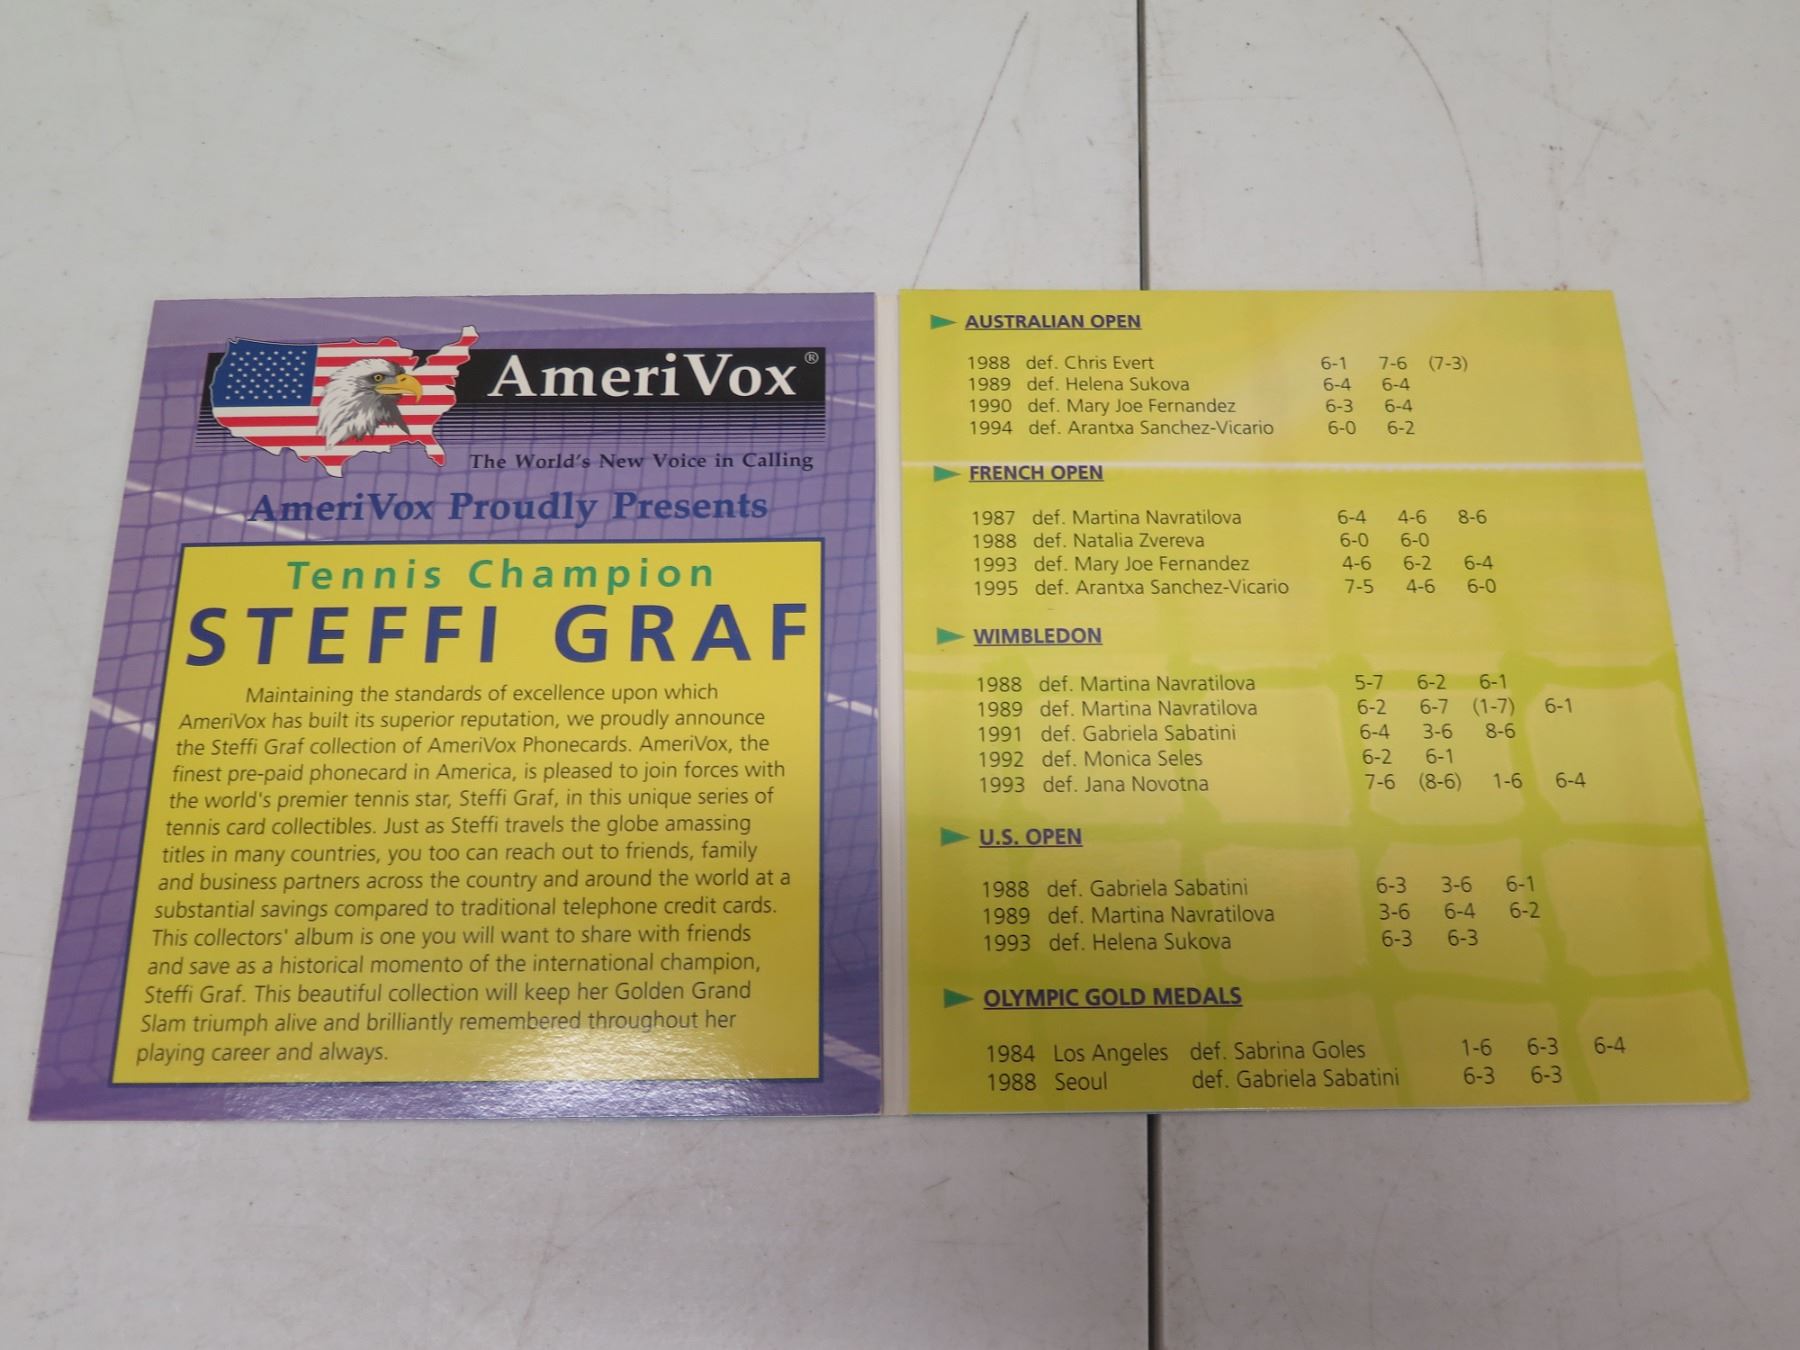 AmeriVox®
The World's New Voice in Calling
AmeriVox Proudly Presents
Tennis Champion
STEFFI GRAF
Maintaining the standards of excellence upon which
AmeriVox has built its superior reputation, we proudly announce
the Steffi Graf collection of AmeriVox Phonecards. AmeriVox, the
finest pre-paid phonecard in America, is pleased to join forces with
the world's premier tennis star, Steffi Graf, in this unique series of
tennis card collectibles. Just as Steffi travels the globe amassing
titles in many countries, you too can reach out to friends, family
and business partners across the country and around the world at a
substantial savings compared to traditional telephone credit cards.
This collectors' album is one you will want to share with friends
and save as a historical momento of the international champion,
Steffi Graf. This beautiful collection will keep her Golden Grand
Slam triumph alive and brilliantly remembered throughout her
playing career and always.
AUSTRALIAN OPEN
1988 def. Chris Evert 6-1 7-6 (7-3)
1989 def. Helena Sukova 6-4 6-4
1990 def. Mary Joe Fernandez 6-3 6-4
1994 def. Arantxa Sanchez-Vicario 6-0 6-2
FRENCH OPEN
1987 def. Martina Navratilova 6-4 4-6 8-6
1988 def. Natalia Zvereva 6-0 6-0
1993 def. Mary Joe Fernandez 4-6 6-2 6-4
1995 def. Arantxa Sanchez-Vicario 7-5 4-6 6-0
WIMBLEDON
1988 def. Martina Navratilova 5-7 6-2 6-1
1989 def. Martina Navratilova 6-2 6-7 (1-7) 6-1
1991 def. Gabriela Sabatini 6-4 3-6 8-6
1992 def. Monica Seles 6-2 6-1
1993 def. Jana Novotna 7-6 (8-6) 1-6 6-4
U.S. OPEN
1988 def. Gabriela Sabatini 6-3 3-6 6-1
1989 def. Martina Navratilova 3-6 6-4 6-2
1993 def. Helena Sukova 6-3 6-3
OLYMPIC GOLD MEDALS
1984 Los Angeles def. Sabrina Goles 1-6 6-3 6-4
1988 Seoul def. Gabriela Sabatini 6-3 6-3